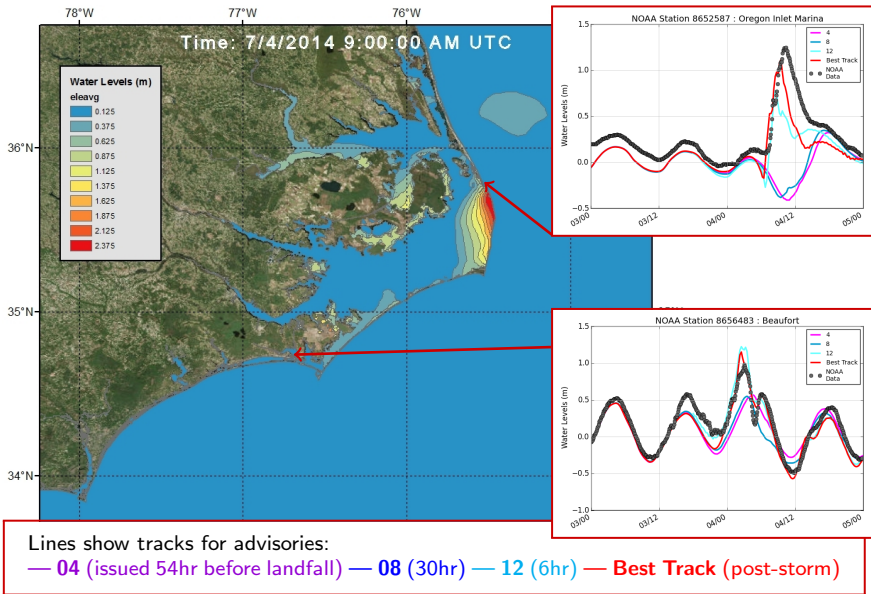 78°W
77°W
76°W
Time: 7/4/2014 9:00:00 AM UTC
Water Levels (m)
eleavg
0.125
0.375
0.625
0.875
1.125
1.375
1.625
1.875
2.125
2.375
36°N
35°N
34°N
NOAA Station 8652587 : Oregon Inlet Marina
Water Levels (m)
1.5
1.0
0.5
0.0
−0.5
03/00
03/12
04/00
04/12
05/00
4
8
12
Best Track
NOAA
Data
NOAA Station 8656483 : Beaufort
Water Levels (m)
1.5
1.0
0.5
0.0
−0.5
−1.0
03/00
03/12
04/00
04/12
05/00
4
8
12
Best Track
NOAA
Data
Lines show tracks for advisories:
— 04 (issued 54hr before landfall) — 08 (30hr) — 12 (6hr) — Best Track (post-storm)